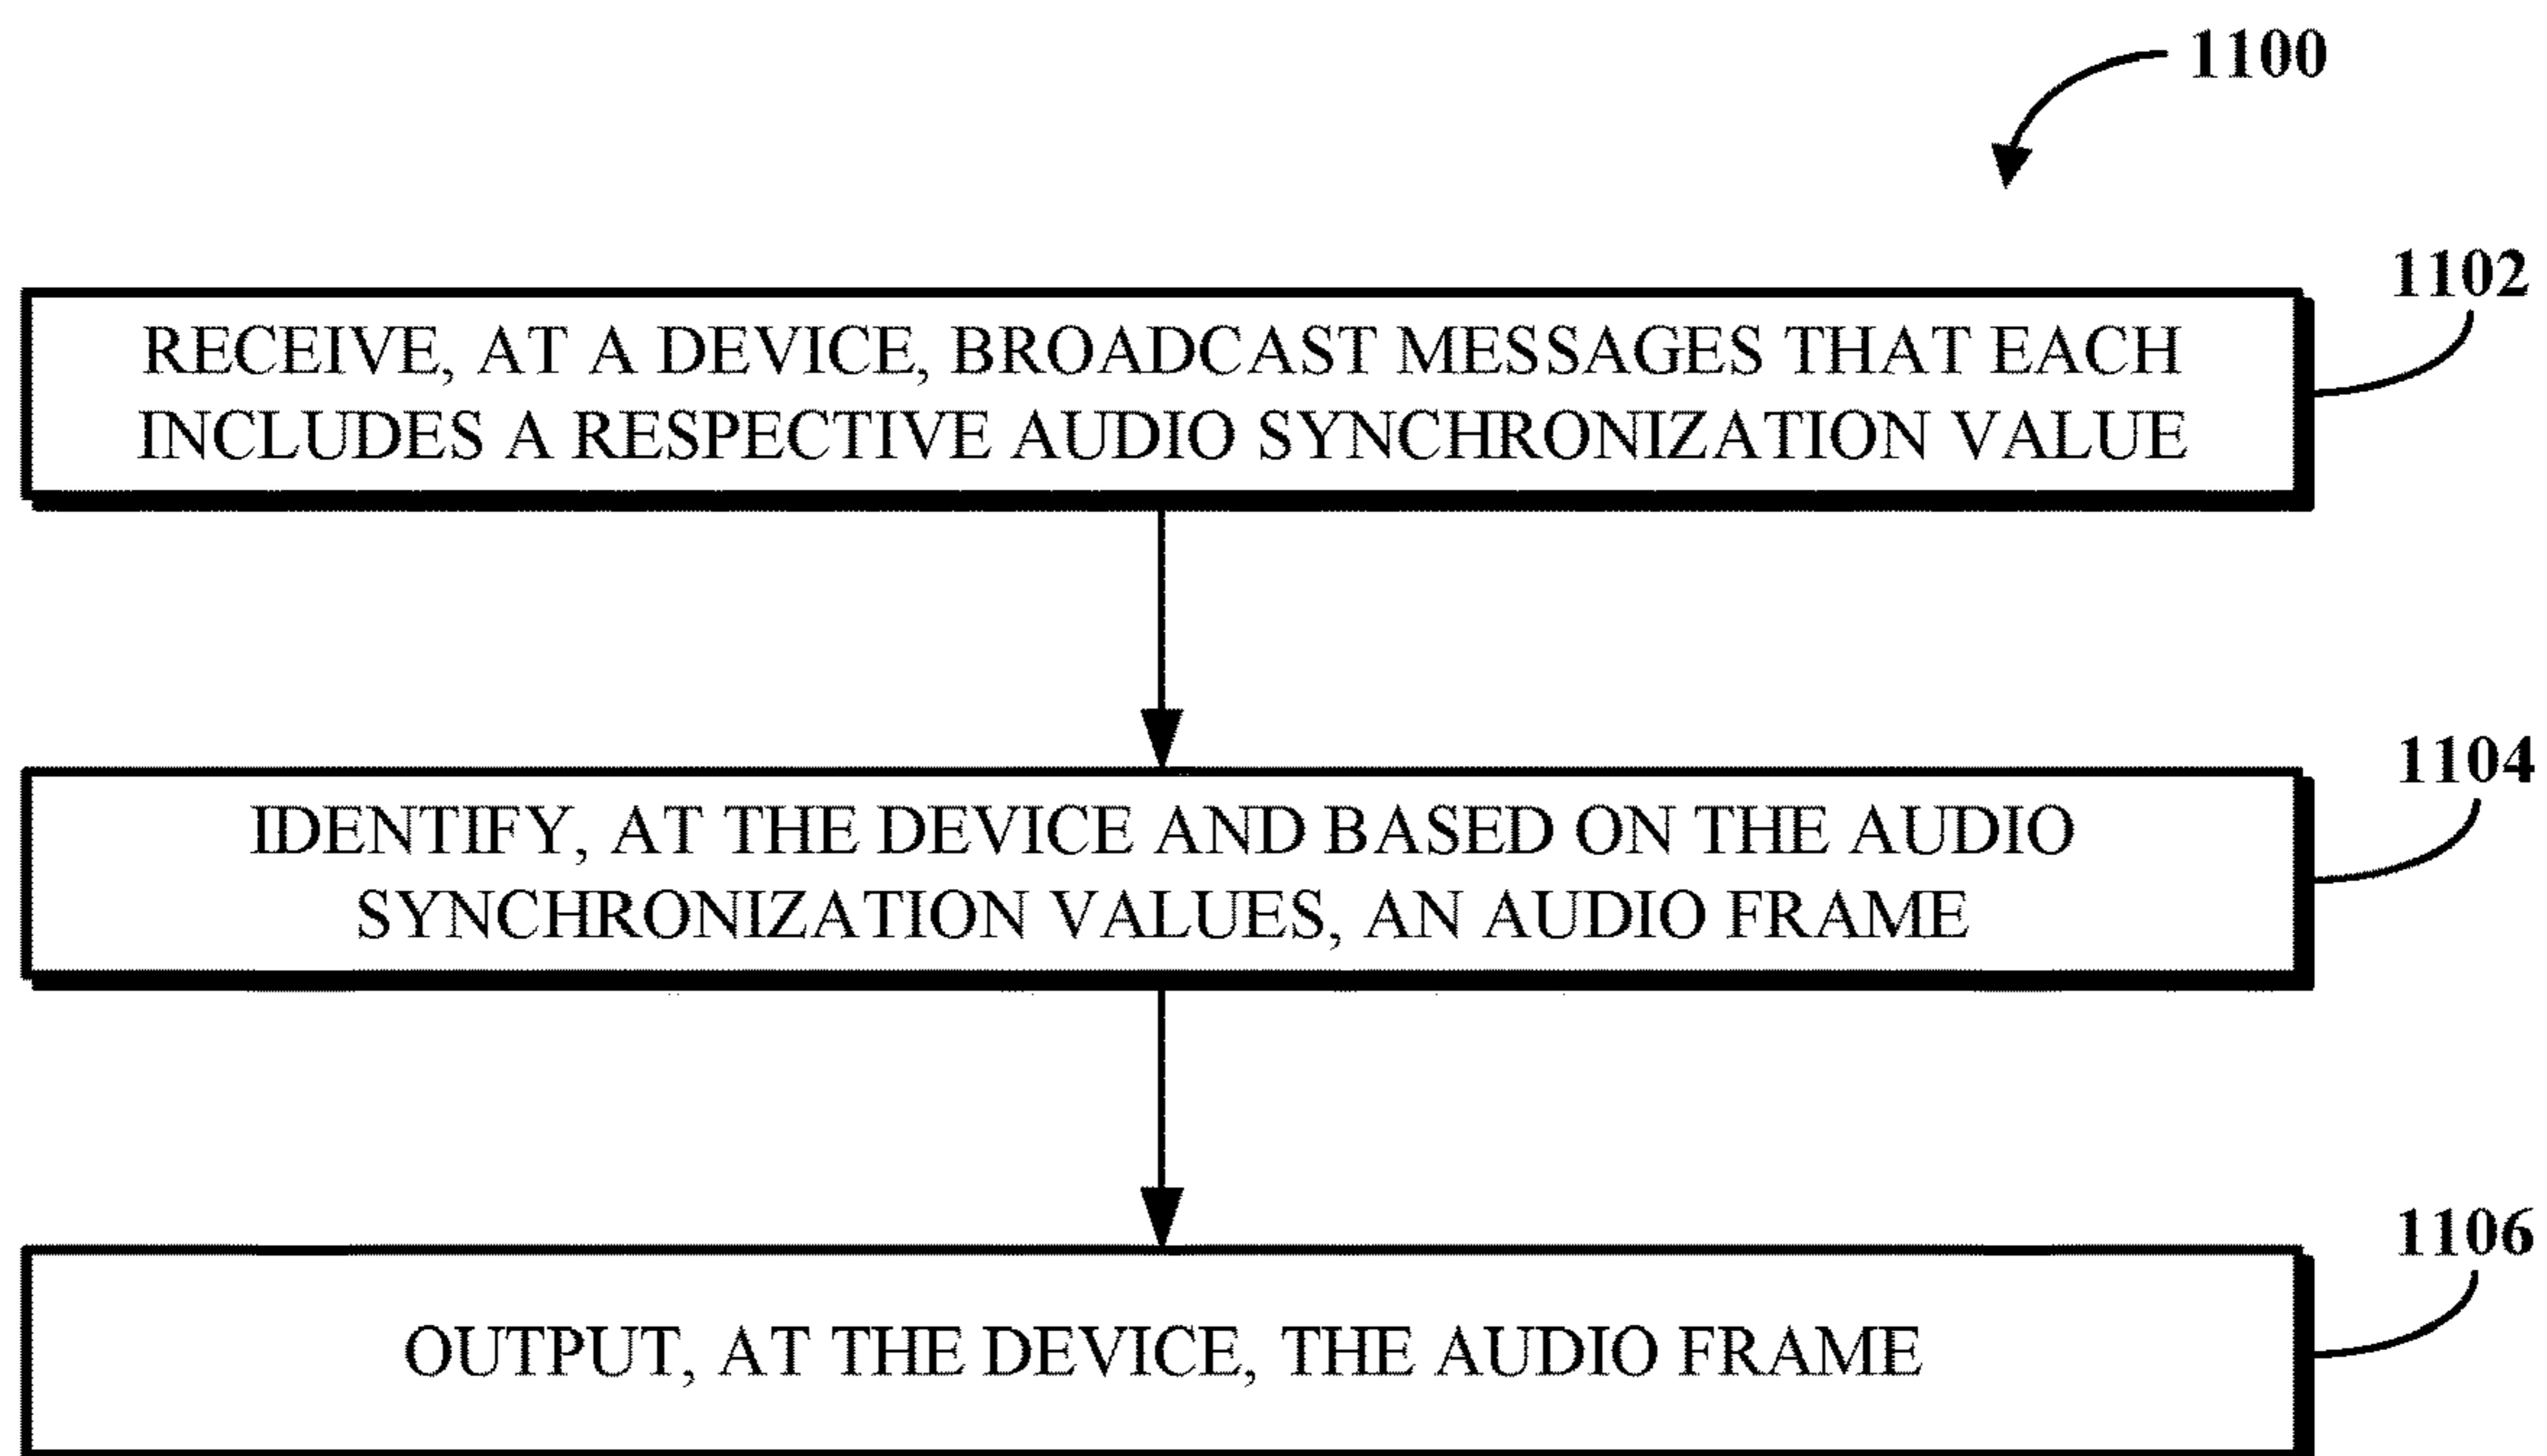 1100
1102
RECEIVE, AT A DEVICE, BROADCAST MESSAGES THAT EACH
INCLUDES A RESPECTIVE AUDIO SYNCHRONIZATION VALUE
1104
IDENTIFY, AT THE DEVICE AND BASED ON THE AUDIO
SYNCHRONIZATION VALUES, AN AUDIO FRAME
1106
OUTPUT, AT THE DEVICE, THE AUDIO FRAME